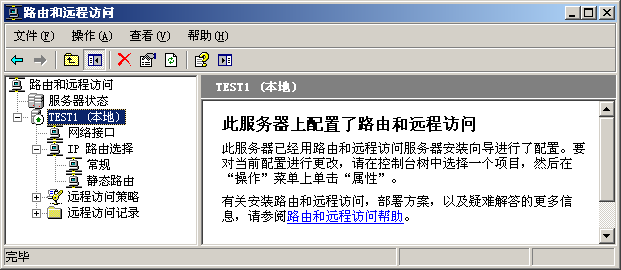 路由和远程访问
文件(F) 操作(A) 查看(V) 帮助(H)
路由和远程访问
服务器状态
TEST1 (本地)
网络接口
IP 路由选择
常规
静态路由
远程访问策略
远程访问记录
TEST1 (本地)
此服务器上配置了路由和远程访问
此服务器已经用路由和远程访问服务器安装向导进行了配置。要
对当前配置进行更改，请在控制台树中选择一个项目，然后在
“操作”菜单上单击“属性”。
有关安装路由和远程访问，部署方案，以及疑难解答的更多信
息，请参阅路由和远程访问帮助。
完毕